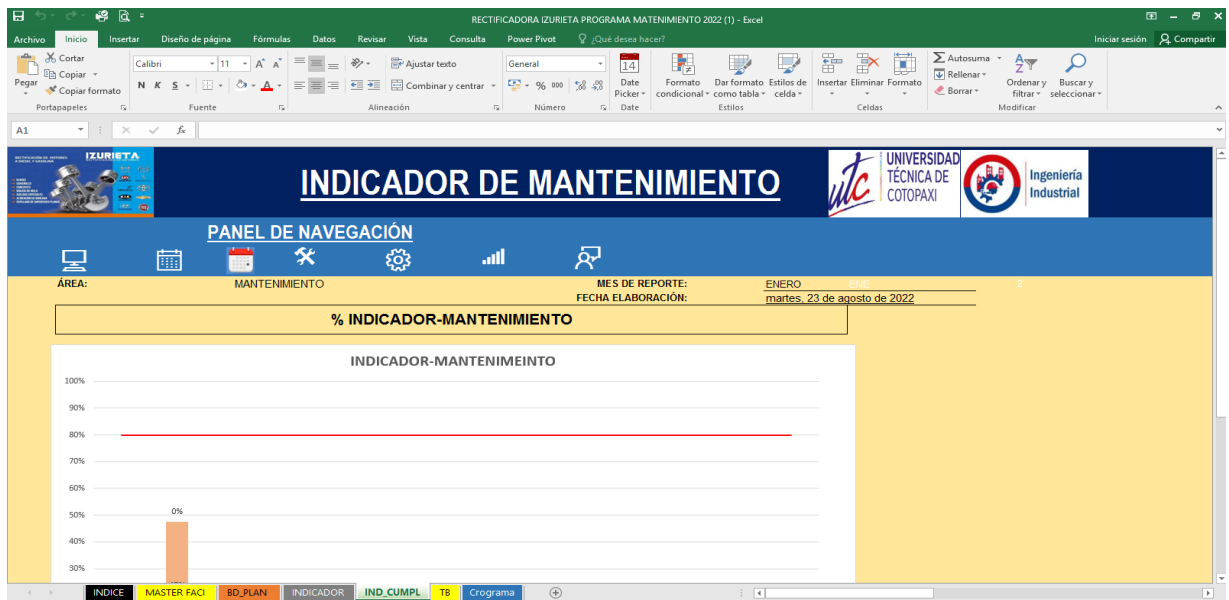 RECTIFICADORA IZURIETA PROGRAMA MATENIMIENTO 2022 (1) - Excel
Archivo Inicio Insertar Diseño de página Fórmulas Datos Revisar Vista Consulta Power Pivot ¿Qué desea hacer? Iniciar sesión Compartir
Pegar
Cortar
Copiar
Copiar formato
Portapapeles
Calibri 11
N K S
Fuente
Ajustar texto
Combinar y centrar
Alineación
General
% 000
Número
14
Date Picker
Date
Formato condicional
Dar formato como tabla
Estilos de celda
Estilos
Insertar Eliminar Formato
Celdas
Autosuma
Rellenar
Borrar
Ordenar y filtrar
Buscar y seleccionar
Modificar
A1 fx
IZURIETA
INDICADOR DE MANTENIMIENTO
utc
UNIVERSIDAD
TÉCNICA DE
COTOPAXI
Ingeniería
Industrial
PANEL DE NAVEGACIÓN
ÁREA: MANTENIMIENTO MES DE REPORTE: ENERO ENE 2
FECHA ELABORACIÓN: martes, 23 de agosto de 2022
% INDICADOR-MANTENIMIENTO
INDICADOR-MANTENIMEINTO
100%
90%
80%
70%
60%
50%
0%
40%
30%
INDICE MASTER FACI BD_PLAN INDICADOR IND_CUMPL TB Crograma